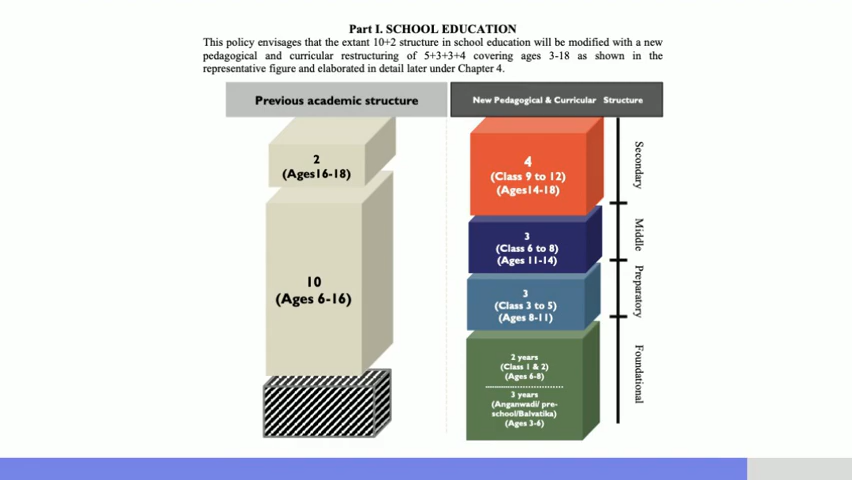 Part I. SCHOOL EDUCATION
This policy envisages that the extant 10+2 structure in school education will be modified with a new
pedagogical and curricular restructuring of 5+3+3+4 covering ages 3-18 as shown in the
representative figure and elaborated in detail later under Chapter 4.
Previous academic structure
2
(Ages16-18)
10
(Ages 6-16)
New Pedagogical & Curricular Structure
4
(Class 9 to 12)
(Ages14-18)
Secondary
3
(Class 6 to 8)
(Ages 11-14)
Middle
3
(Class 3 to 5)
(Ages 8-11)
Preparatory
2 years
(Class 1 & 2)
(Ages 6-8)
3 years
(Anganwadi/ pre-
school/Balvatika)
(Ages 3-6)
Foundational